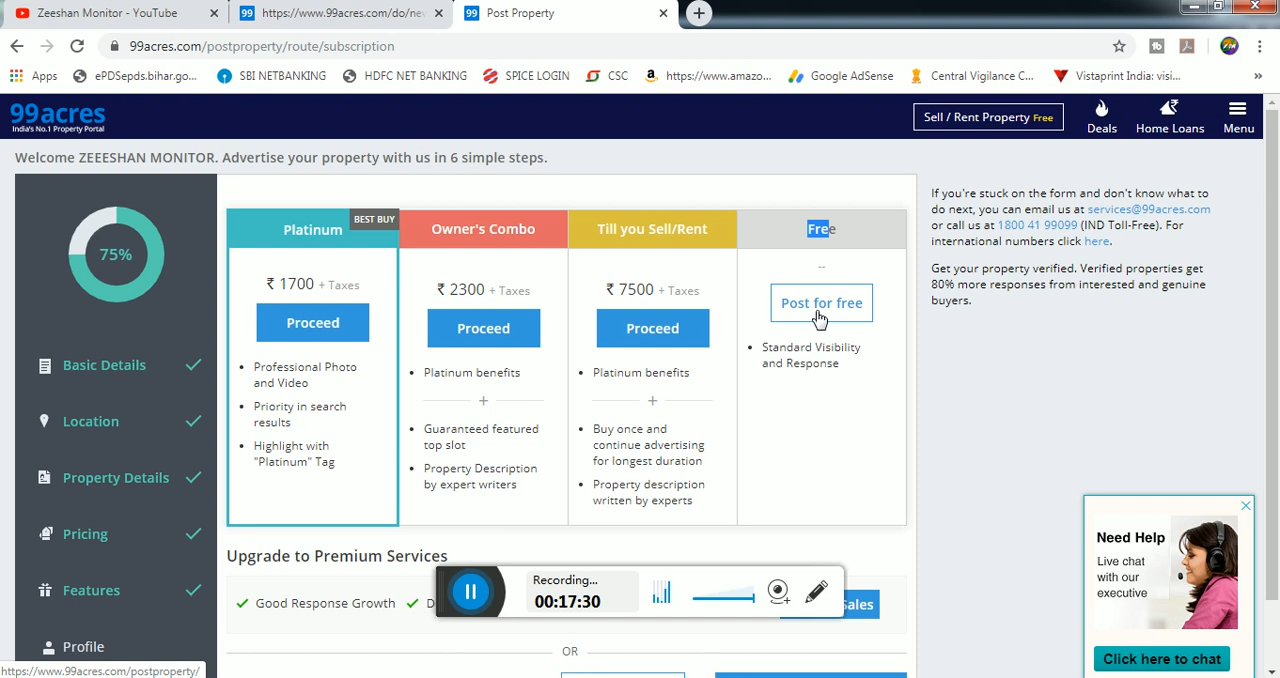 Zeeshan Monitor - YouTube
https://www.99acres.com/do/ne
Post Property
99acres.com/postproperty/route/subscription
Apps
ePDSepds.bihar.go...
SBI NETBANKING
HDFC NET BANKING
SPICE LOGIN
CSC
https://www.amazo...
Google AdSense
Central Vigilance C...
Vistaprint India: visi...
»
99acres
India's No.1 Property Portal
Sell / Rent Property Free
Deals
Home Loans
Menu
Welcome ZEEESHAN MONITOR. Advertise your property with us in 6 simple steps.
75%
Basic Details
Location
Property Details
Pricing
Features
Profile
BEST BUY
Platinum
₹ 1700 + Taxes
Proceed
• Professional Photo
and Video
• Priority in search
results
• Highlight with
"Platinum" Tag
Owner's Combo
₹ 2300 + Taxes
Proceed
• Platinum benefits
+
• Guaranteed featured
top slot
• Property Description
by expert writers
Till you Sell/Rent
₹ 7500 + Taxes
Proceed
• Platinum benefits
+
• Buy once and
continue advertising
for longest duration
• Property description
written by experts
Free
--
Post for free
• Standard Visibility
and Response
If you're stuck on the form and don't know what to
do next, you can email us at services@99acres.com
or call us at 1800 41 99099 (IND Toll-Free). For
international numbers click here.
Get your property verified. Verified properties get
80% more responses from interested and genuine
buyers.
Upgrade to Premium Services
Good Response Growth
Sales
OR
Recording...
00:17:30
Need Help
Live chat
with our
executive
Click here to chat
https://www.99acres.com/postproperty/